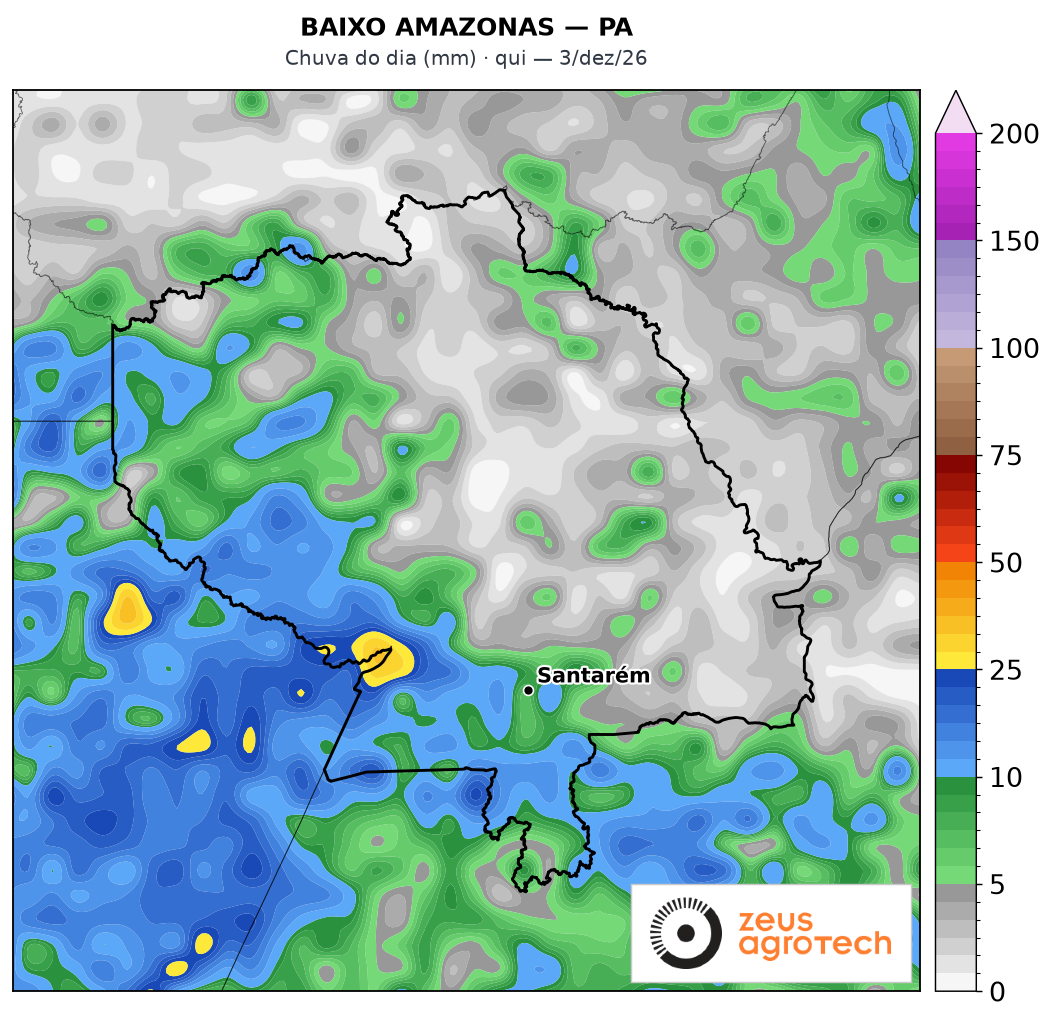 BAIXO AMAZONAS — PA
Chuva do dia (mm) · qui — 3/dez/26
200
150
100
75
50
25
10
5
0
Santarém
zeus
agrotech